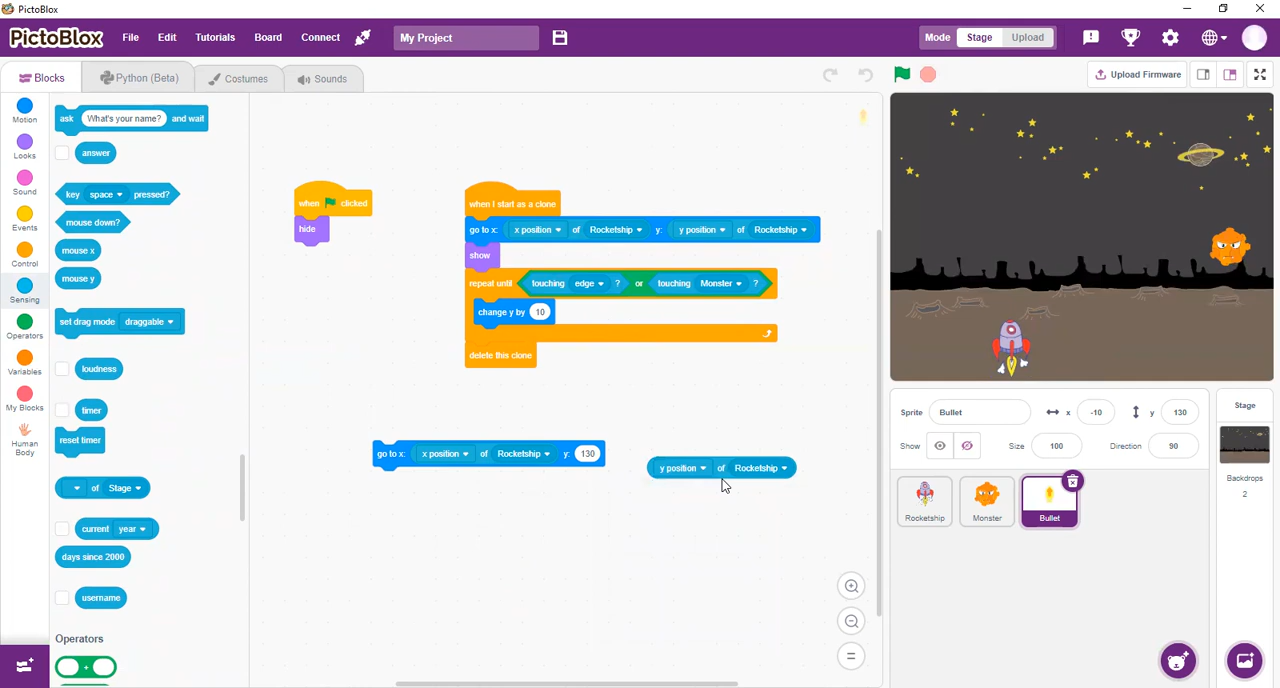 PictoBlox
PictoBlox File Edit Tutorials Board Connect My Project Mode Stage Upload
Blocks Python (Beta) Costumes Sounds Upload Firmware
Motion
Looks
Sound
Events
Control
Sensing
Operators
Variables
My Blocks
Human
Body
ask What's your name? and wait
answer
key space pressed?
mouse down?
mouse x
mouse y
set drag mode draggable
loudness
timer
reset timer
of Stage
current year
days since 2000
username
Operators
+
when clicked
hide
when I start as a clone
go to x: x position of Rocketship y: y position of Rocketship
show
repeat until touching edge ? or touching Monster ?
change y by 10
delete this clone
go to x: x position of Rocketship y: 130
y position of Rocketship
Sprite Bullet x -10 y 130
Show Size 100 Direction 90
Rocketship Monster Bullet
Stage
Backdrops
2